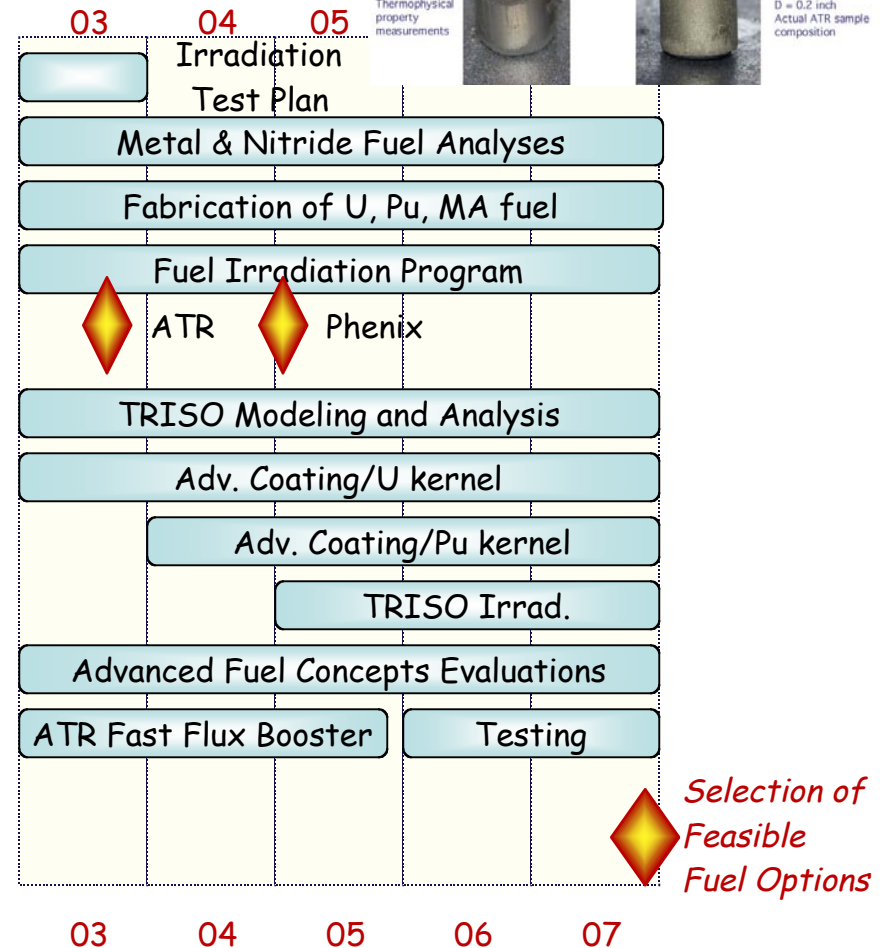 03 04 05
Thermophysical
property
measurements
D = 0.2 inch
Actual ATR sample
composition
Irradiation
Test Plan
Metal & Nitride Fuel Analyses
Fabrication of U, Pu, MA fuel
Fuel Irradiation Program
ATR Phenix
TRISO Modeling and Analysis
Adv. Coating/U kernel
Adv. Coating/Pu kernel
TRISO Irrad.
Advanced Fuel Concepts Evaluations
ATR Fast Flux Booster Testing
Selection of
Feasible
Fuel Options
03 04 05 06 07